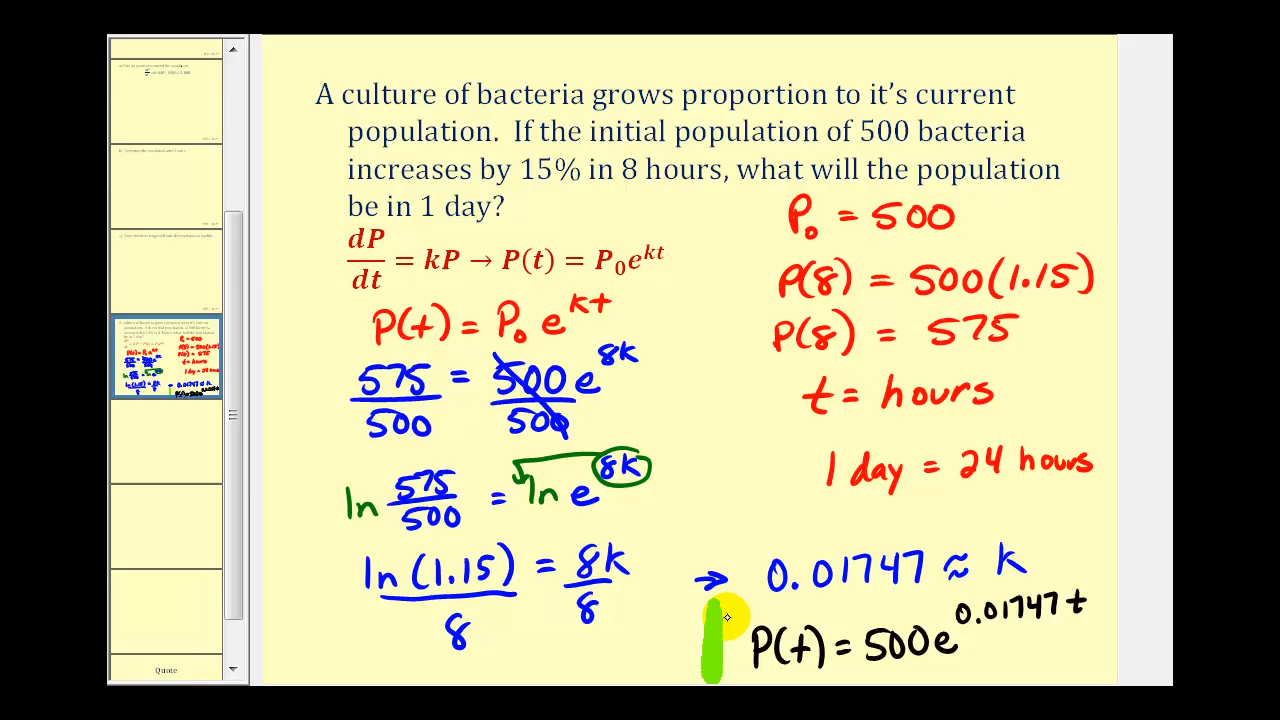 A culture of bacteria grows proportion to it's current
population. If the initial population of 500 bacteria
increases by 15% in 8 hours, what will the population
be in 1 day?
dP/dt = kP → P(t) = P₀e^{kt}
P₀ = 500
P(8) = 500(1.15)
P(8) = 575
t = hours
1 day = 24 hours
P(t) = P₀ e^{kt}
575/500 = 500/500 e^{8k}
ln 575/500 = ln e^{8k}
ln(1.15)/8 = 8k/8
→ 0.01747 ≈ k
P(t) = 500e^{0.01747t}
Quote